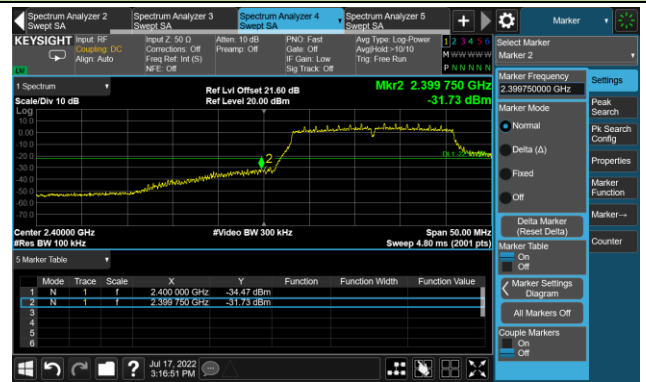 Spectrum Analyzer 2
Swept SA
Spectrum Analyzer 3
Swept SA
Spectrum Analyzer 4
Swept SA
Spectrum Analyzer 5
Swept SA
+
Marker
KEYSIGHT
Input: RF
Coupling: DC
Align: Auto
Input Z: 50 Ω
Corrections: Off
Freq Ref: Int (S)
NFE: Off
Atten: 10 dB
Preamp: Off
PNO: Fast
Gate: Off
IF Gain: Low
Sig Track: Off
Avg Type: Log-Power
Avg|Hold:>10/10
Trig: Free Run
1 2 3 4 5 6
M W W W W W
P N N N N N
LW
Select Marker
Marker 2
1 Spectrum
Scale/Div 10 dB
Log
Ref Lvl Offset 21.60 dB
Ref Level 20.00 dBm
Mkr2 2.399 750 GHz
-31.73 dBm
10.0
0.00
-10.0
-20.0
-30.0
-40.0
-50.0
-60.0
-70.0
2
Center 2.40000 GHz
#Res BW 100 kHz
#Video BW 300 kHz
Span 50.00 MHz
Sweep 4.80 ms (2001 pts)
5 Marker Table
Mode Trace Scale X Y Function Function Width Function Value
1 N 1 f 2.400 000 GHz -34.47 dBm
2 N 1 f 2.399 750 GHz -31.73 dBm
3
4
5
6
Marker Frequency
2.399750000 GHz
Marker Mode
Normal
Delta (Δ)
Fixed
Off
Delta Marker
(Reset Delta)
Marker Table
On
Off
Marker Settings
Diagram
All Markers Off
Couple Markers
On
Off
Settings
Peak
Search
Pk Search
Config
Properties
Marker
Function
Marker→
Counter
?
Jul 17, 2022
3:16:51 PM